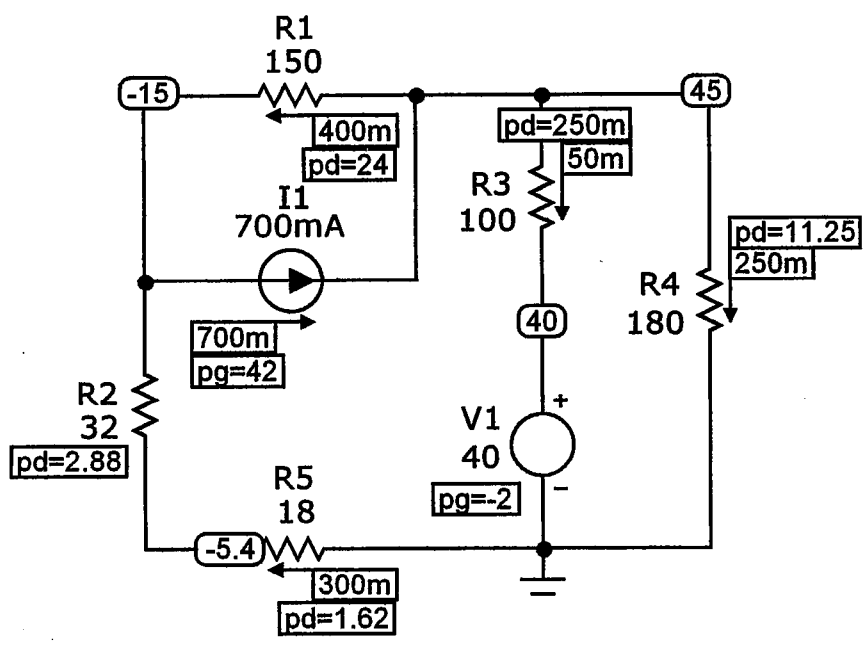 R1
150
-15
45
400m
pd=24
pd=250m
50m
R3
100
I1
700mA
pd=11.25
250m
R4
180
700m
pg=42
40
R2
32
pd=2.88
+
V1
40
pg=-2
−
R5
18
-5.4
300m
pd=1.62